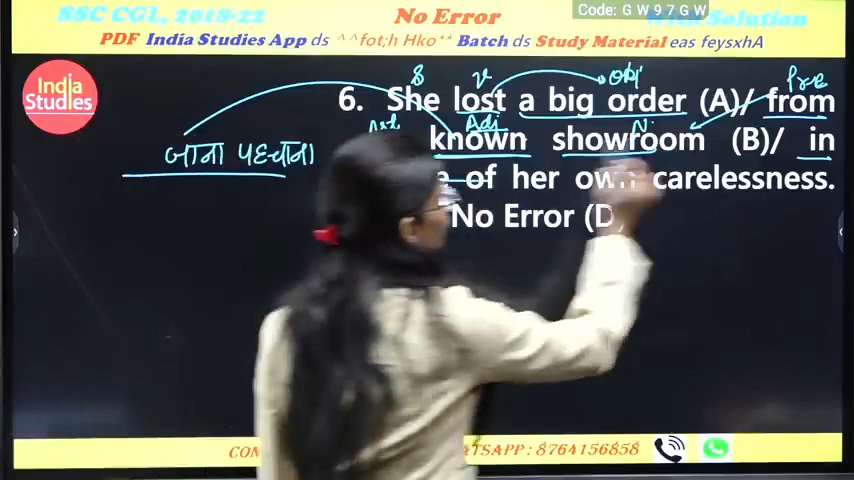 Code: G W 9 7 G W
SSC CGL, 2018-22 No Error With Solution
PDF India Studies App ds ^^fot;h Hko** Batch ds Study Material eas feysxhA
India
Studies
S V Obj Pre
6. She lost a big order (A)/ from
Adj N.
known showroom (B)/ in
जाना पहचाना
of her own carelessness.
No Error (D)
WHATSAPP : 8764156858